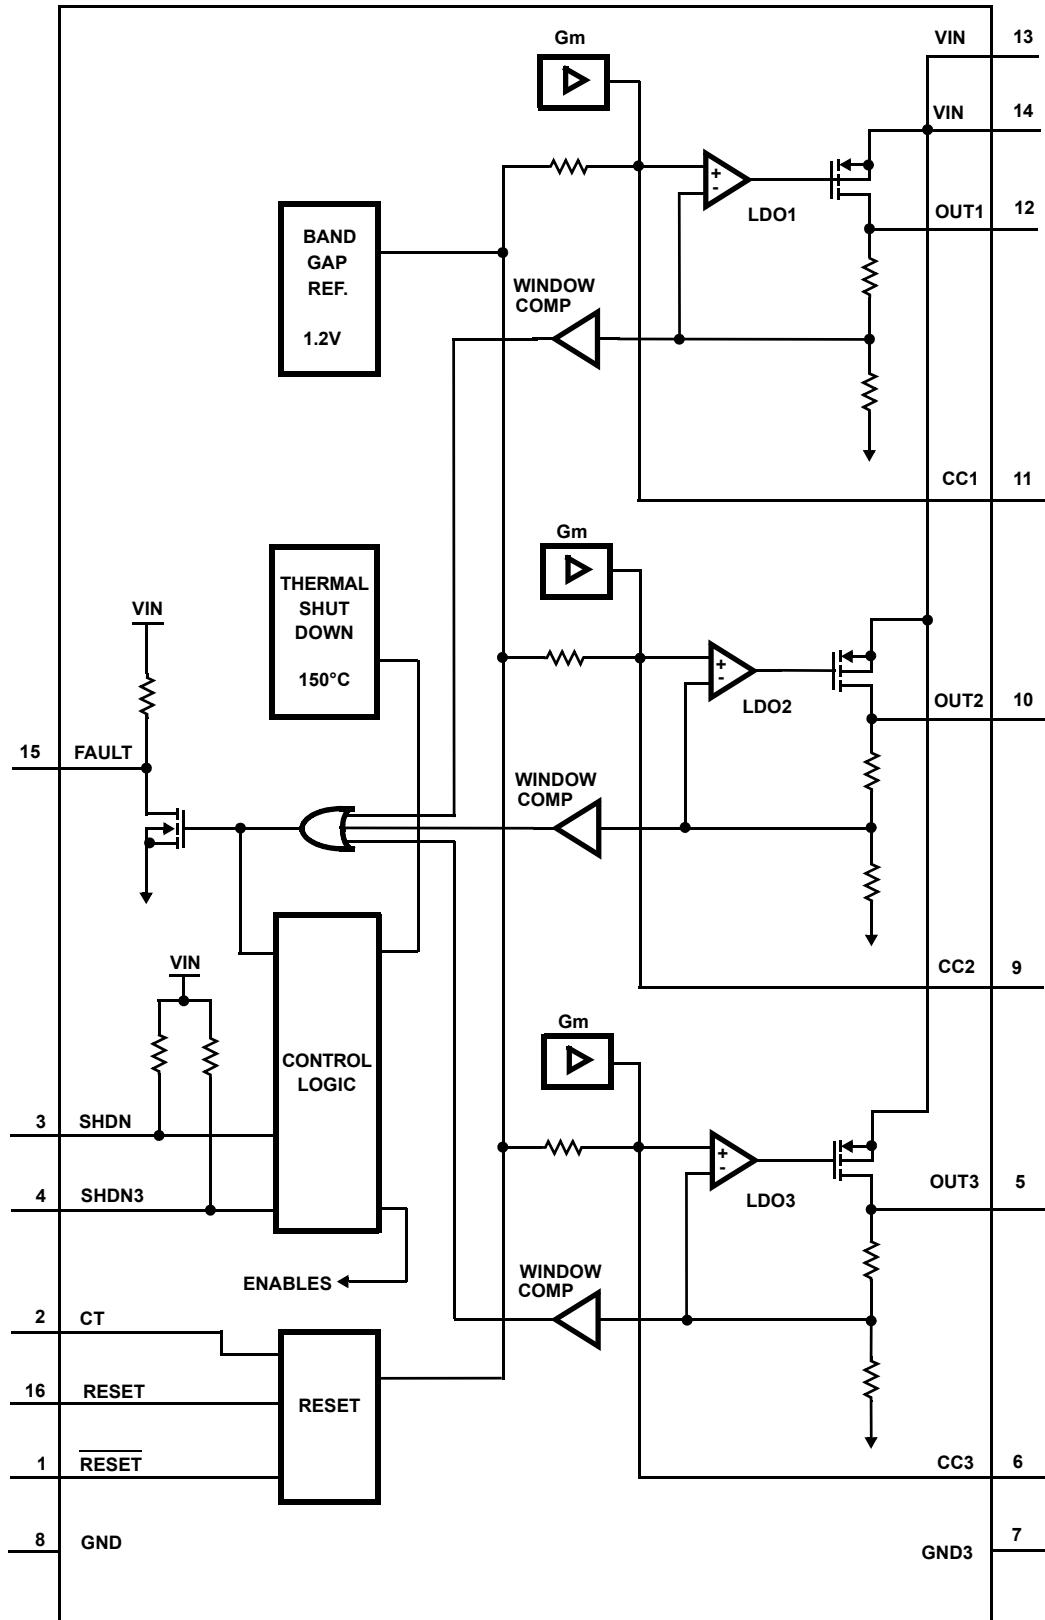 VIN 13
Gm
VIN 14
+
-
LDO1
OUT1 12
BAND
GAP
REF.
1.2V
WINDOW
COMP
CC1 11
Gm
THERMAL
SHUT
DOWN
150°C
VIN
+
-
LDO2
OUT2 10
15 FAULT
WINDOW
COMP
VIN
CC2 9
Gm
CONTROL
LOGIC
3 SHDN
4 SHDN3
+
-
LDO3
OUT3 5
ENABLES
WINDOW
COMP
2 CT
16 RESET
RESET
1 R̅E̅S̅E̅T̅
CC3 6
8 GND
GND3 7